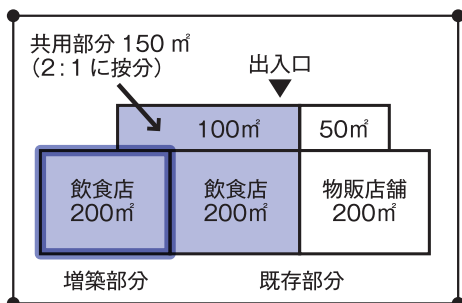 共用部分 150 ㎡
（2：1 に按分）
出入口
100㎡
50㎡
飲食店
200㎡
飲食店
200㎡
物販店舗
200㎡
増築部分
既存部分